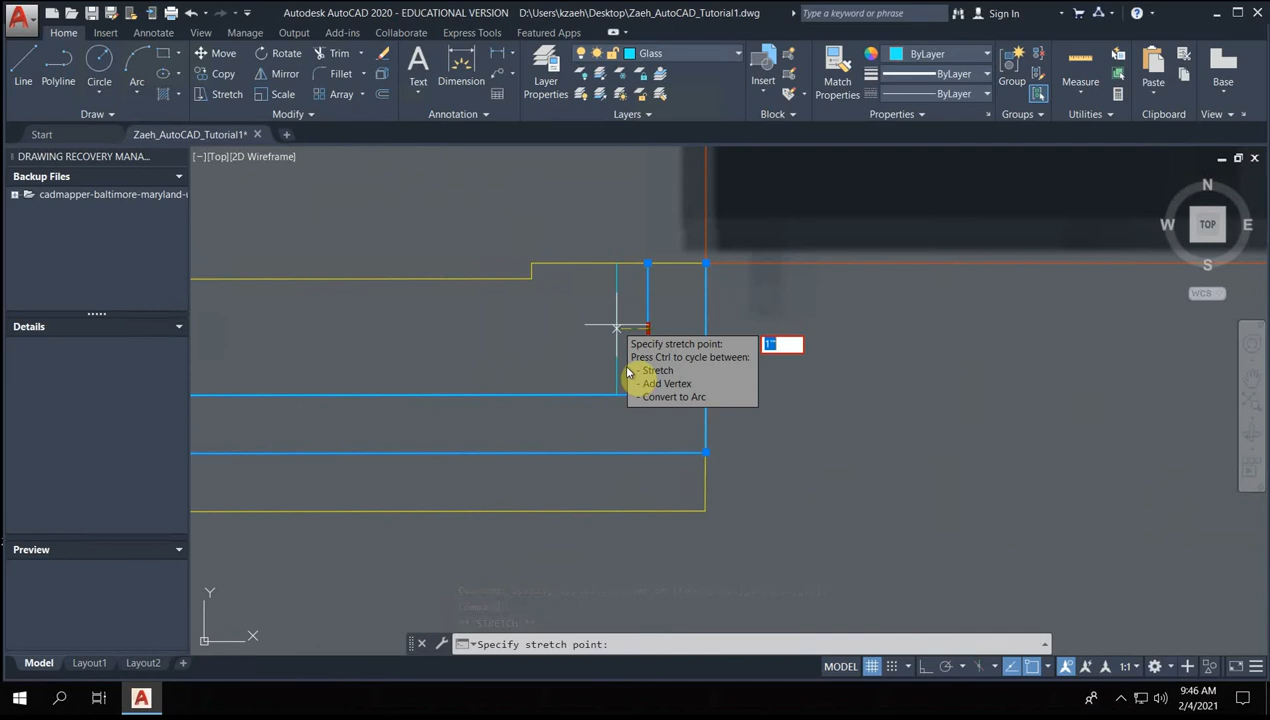 Autodesk AutoCAD 2020 - EDUCATIONAL VERSION D:\Users\kzaeh\Desktop\Zaeh_AutoCAD_Tutorial1.dwg
Type a keyword or phrase
Sign In
Home Insert Annotate View Manage Output Add-ins Collaborate Express Tools Featured Apps
Move Rotate Trim
Glass
ByLayer
Copy Mirror Fillet
ByLayer
Line Polyline Circle Arc
Text Dimension
Layer Properties
Insert
Match Properties
Group
Measure
Paste
Base
Stretch Scale Array
ByLayer
Draw Modify Annotation Layers Block Properties Groups Utilities Clipboard View
Start Zaeh_AutoCAD_Tutorial1*
DRAWING RECOVERY MANA...
[−][Top][2D Wireframe]
Backup Files
cadmapper-baltimore-maryland-u
N
W TOP E
S
WCS
Details
Specify stretch point: 1"
Press Ctrl to cycle between:
- Stretch
- Add Vertex
- Convert to Arc
Preview
Y
X
Command:
** STRETCH **
Specify stretch point:
Model Layout1 Layout2
MODEL 1:1
9:46 AM
2/4/2021